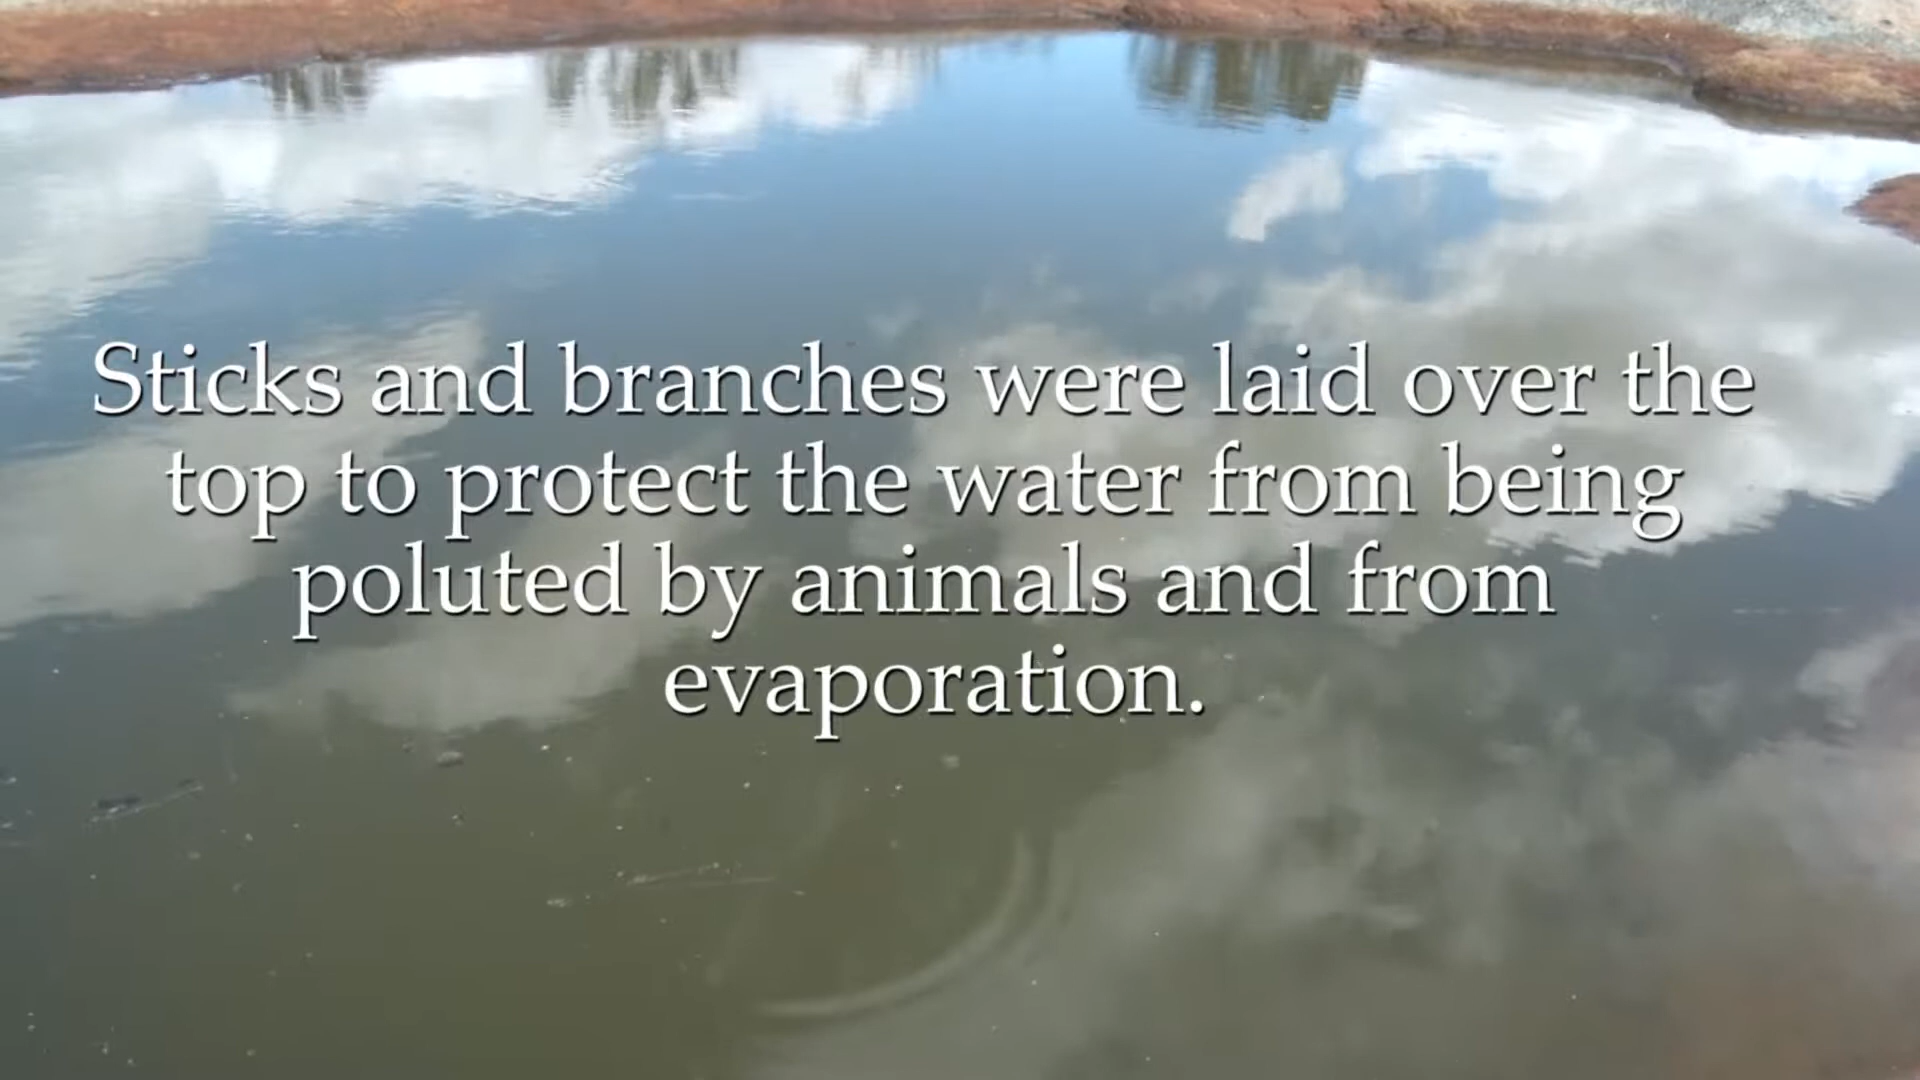 Sticks and branches were laid over the
top to protect the water from being
poluted by animals and from
evaporation.